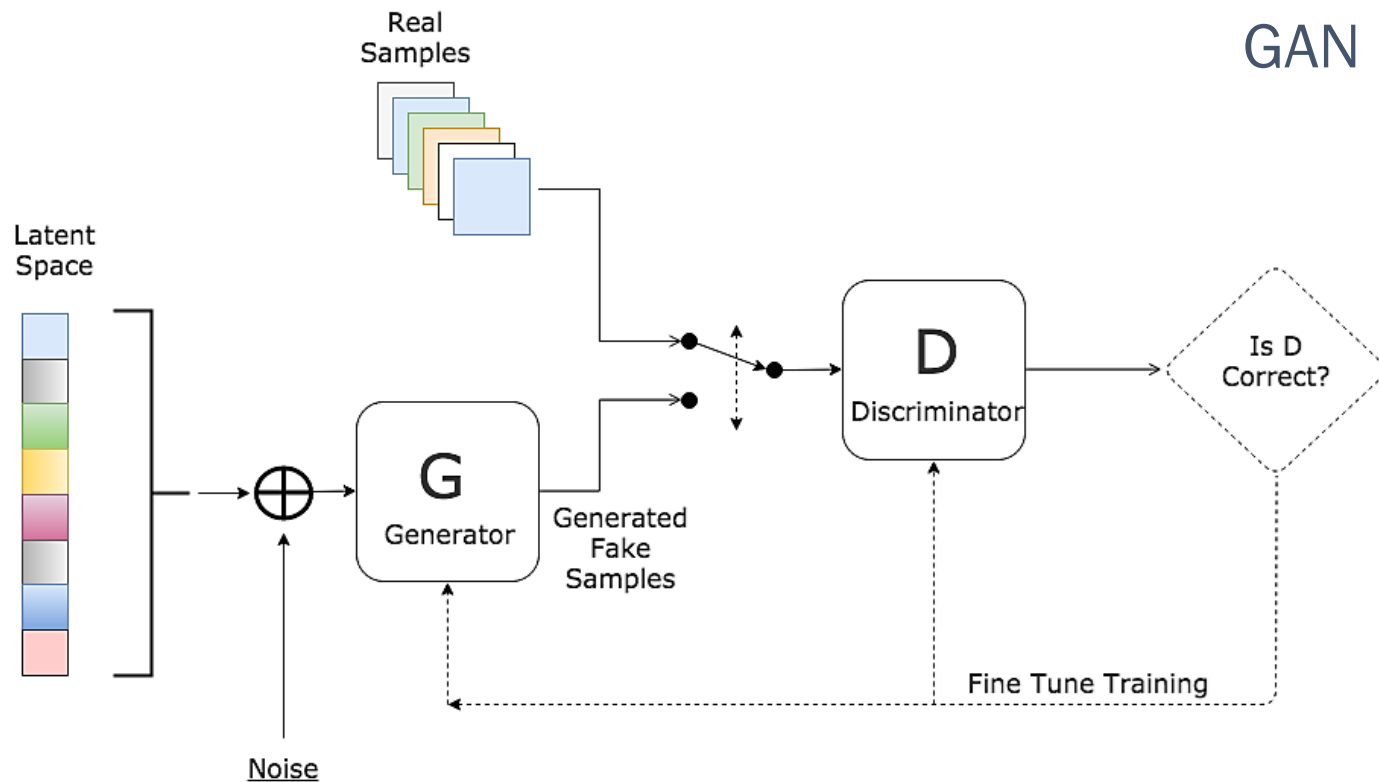 GAN
Real
Samples
Latent
Space
D
Discriminator
Is D
Correct?
G
Generator
Generated
Fake
Samples
Fine Tune Training
Noise